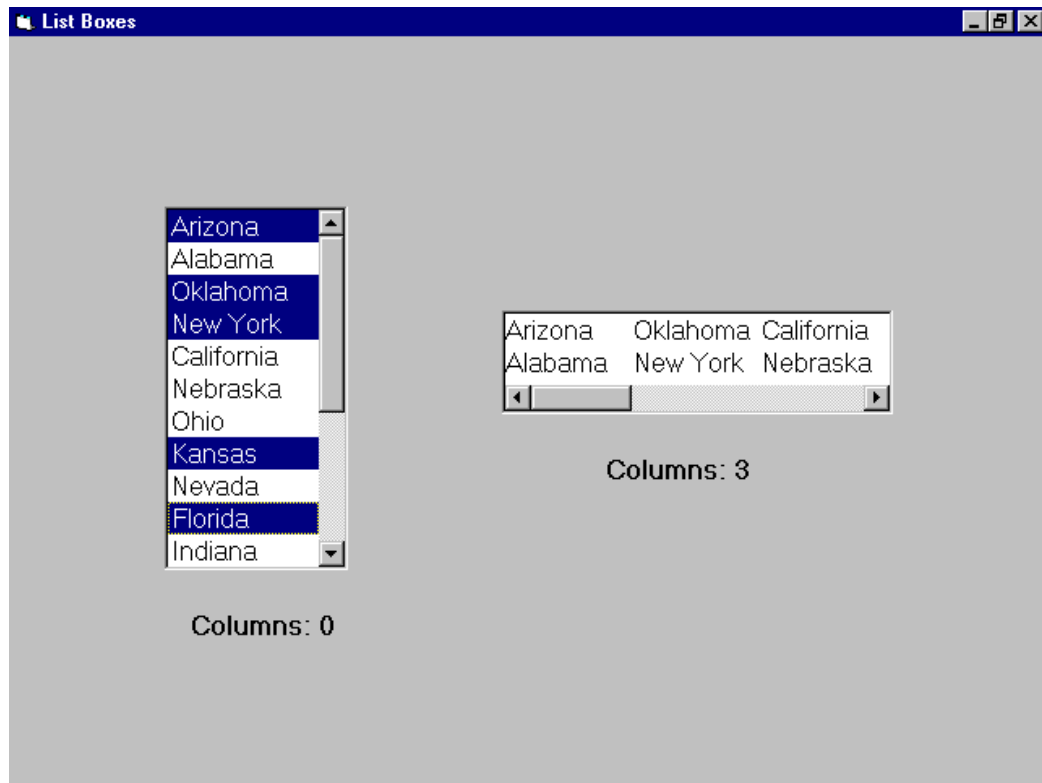 List Boxes
Arizona
Alabama
Oklahoma
New York
California
Nebraska
Ohio
Kansas
Nevada
Florida
Indiana
Columns: 0
Arizona Oklahoma California
Alabama New York Nebraska
Columns: 3